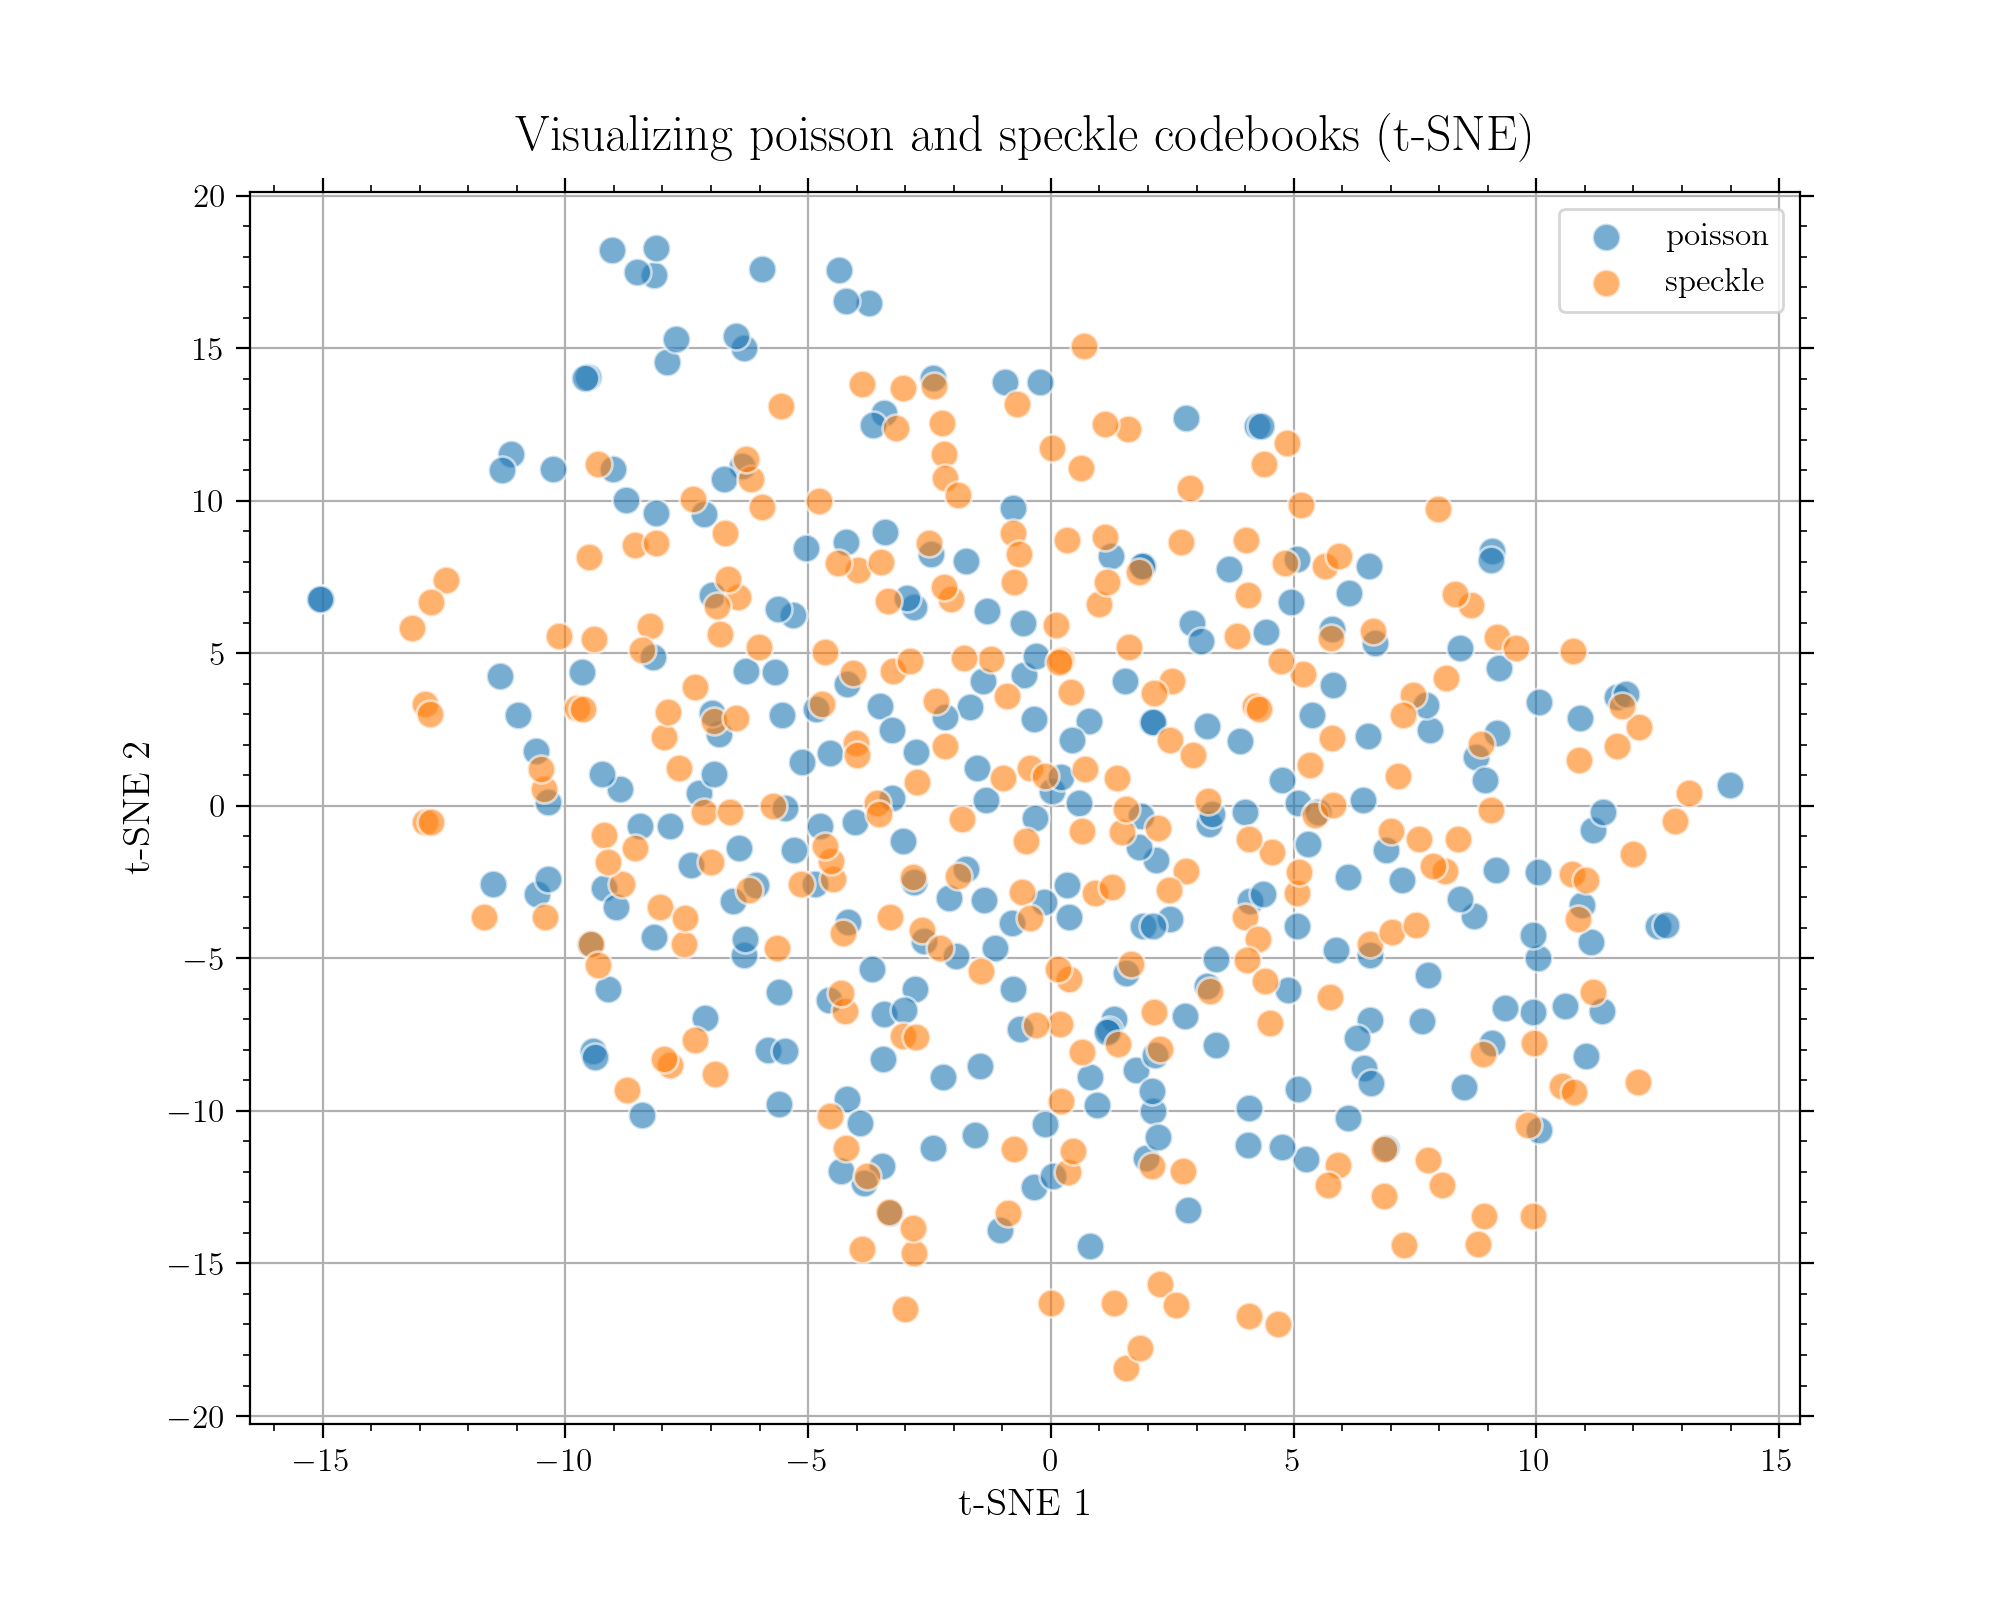 Visualizing poisson and speckle codebooks (t-SNE)
poisson
speckle
t-SNE 2
20
15
10
5
0
−5
−10
−15
−20
−15 −10 −5 0 5 10 15
t-SNE 1